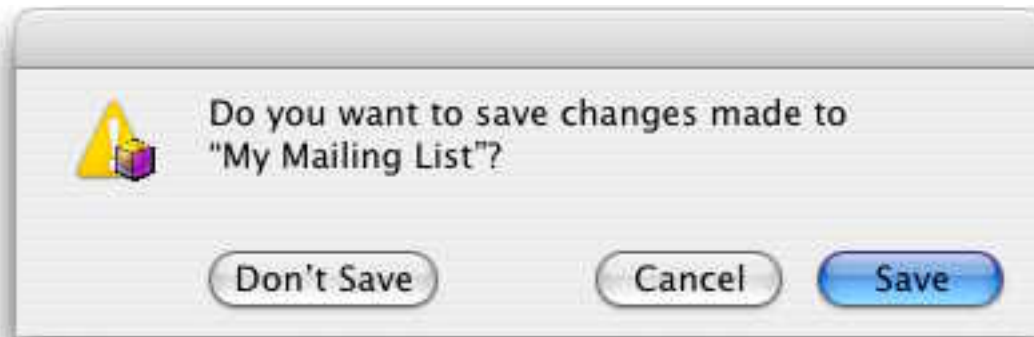 Do you want to save changes made to
“My Mailing List”?
Don't Save
Cancel
Save